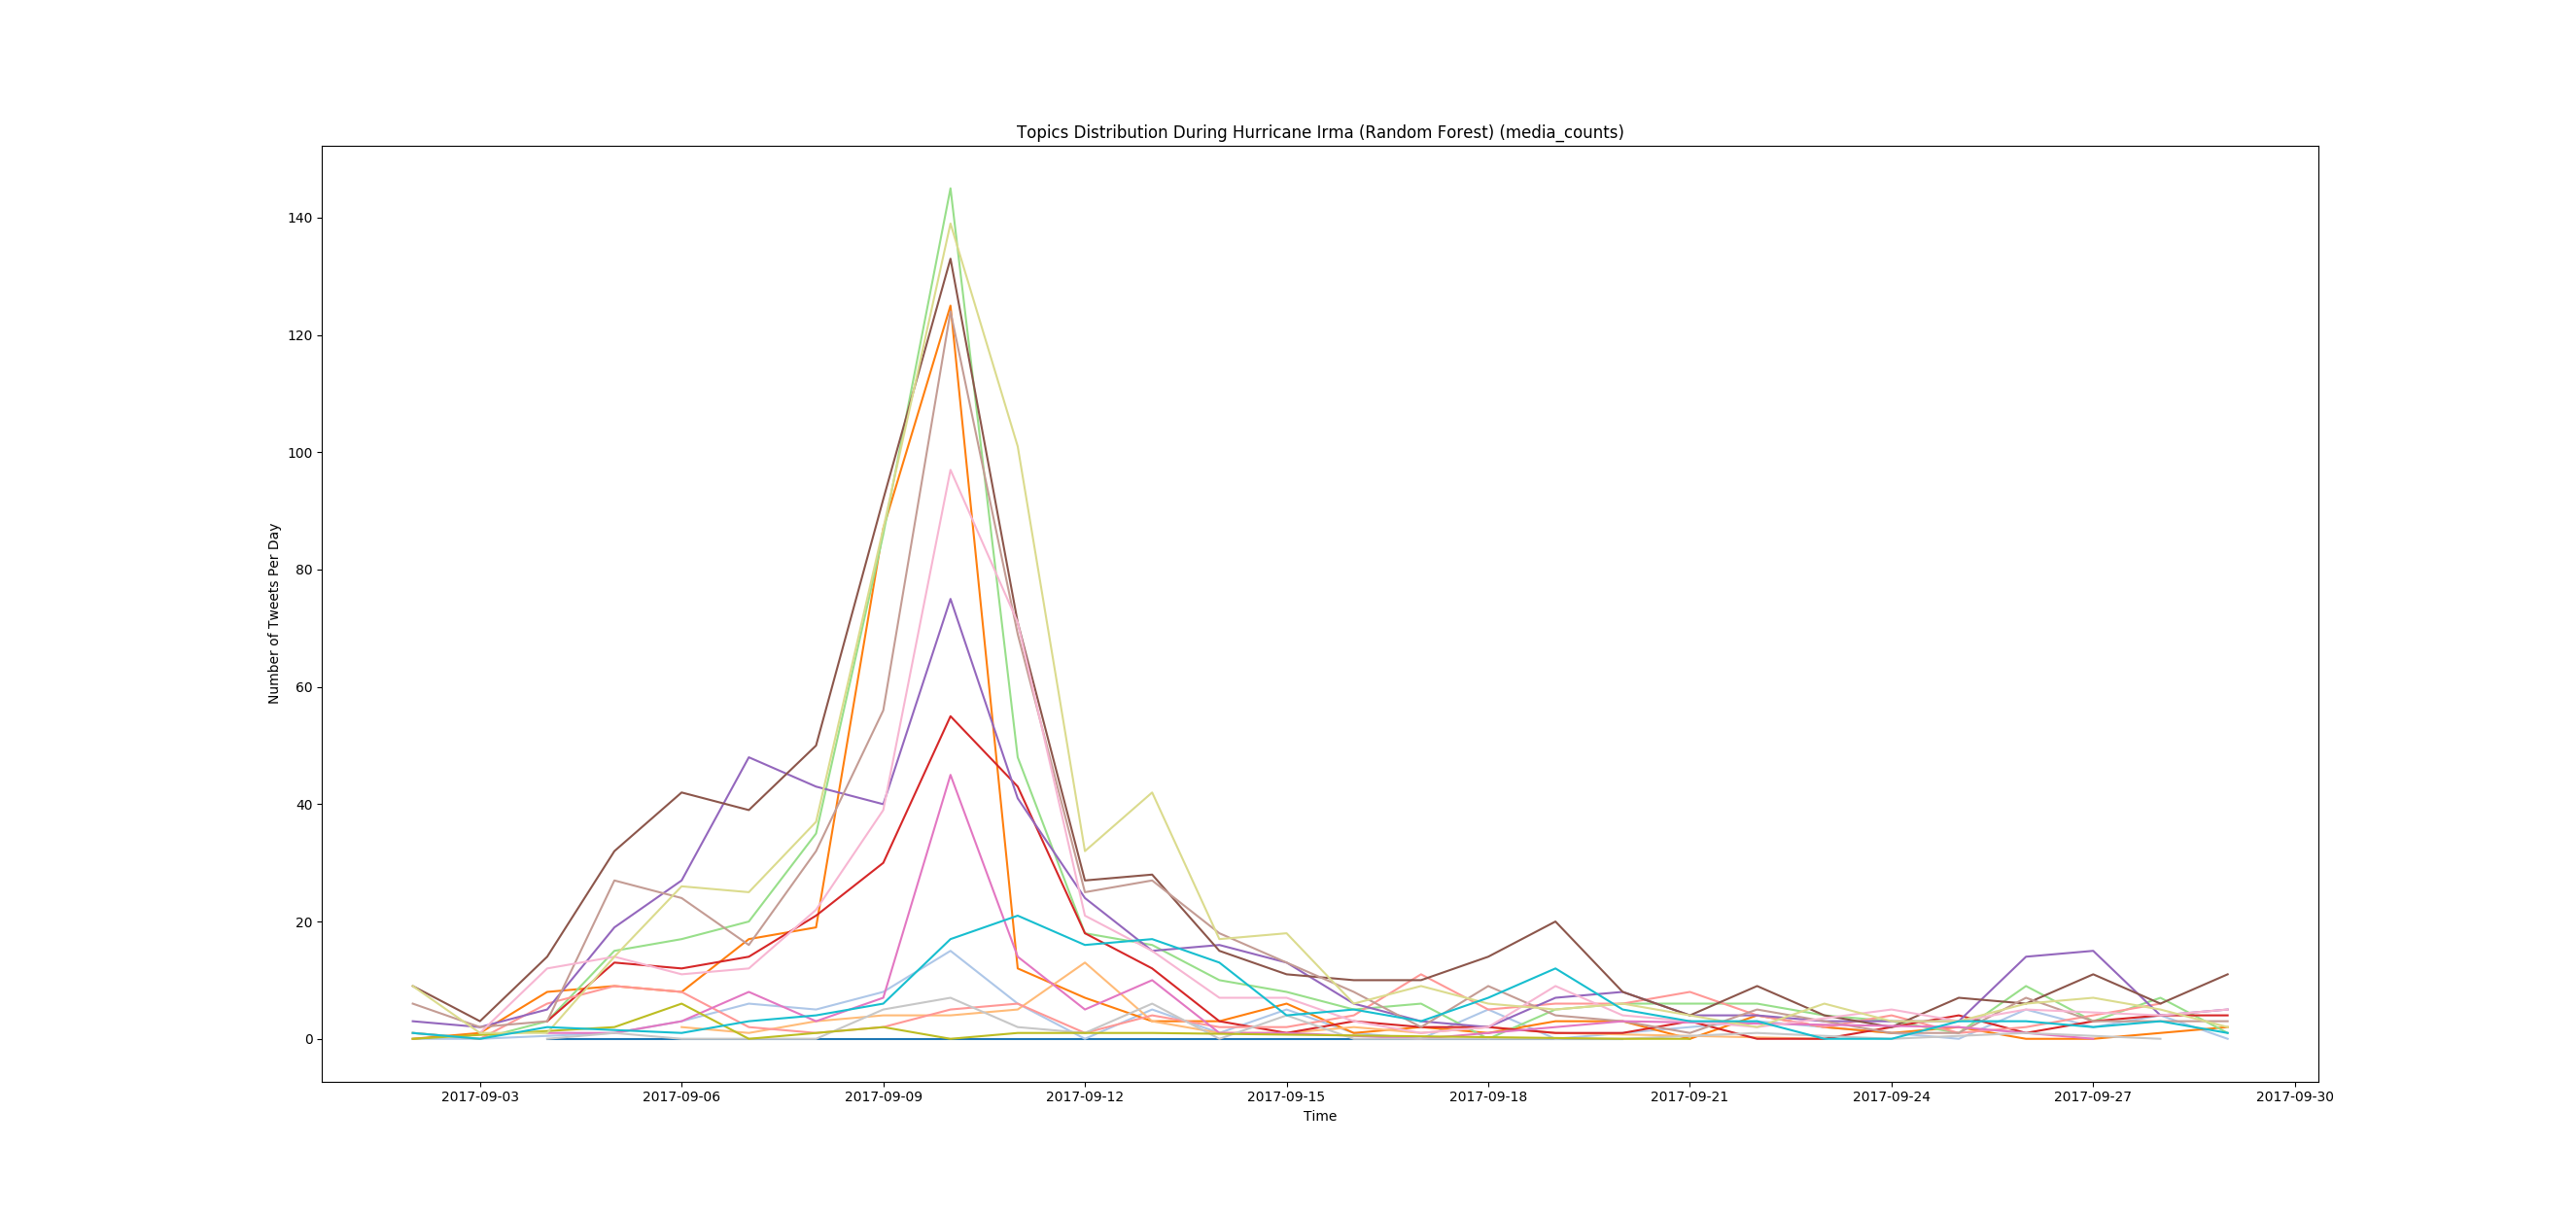 Topics Distribution During Hurricane Irma (Random Forest) (media_counts)
Number of Tweets Per Day
140
120
100
80
60
40
20
0
2017-09-03 2017-09-06 2017-09-09 2017-09-12 2017-09-15 2017-09-18 2017-09-21 2017-09-24 2017-09-27 2017-09-30
Time